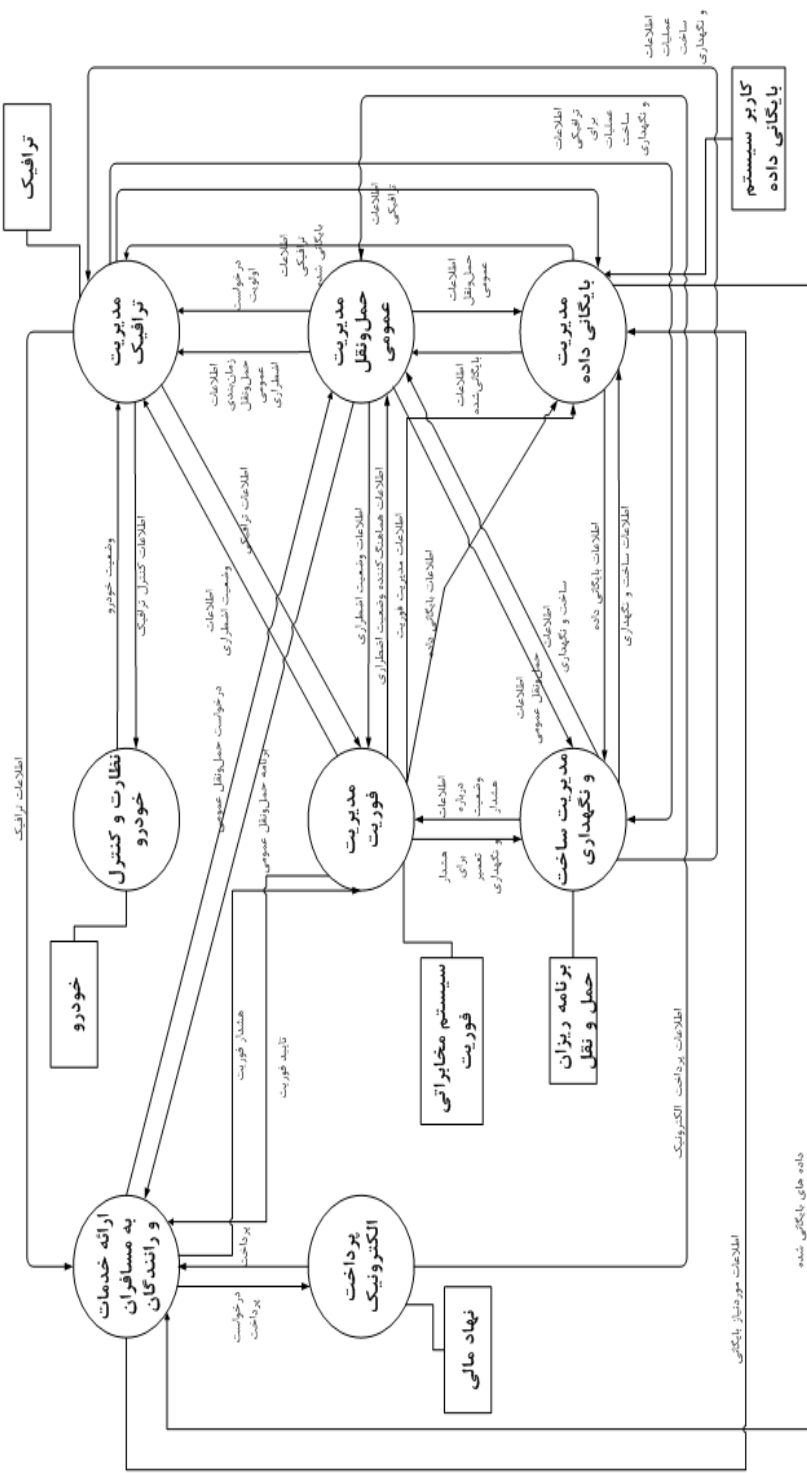 ترافیک
مدیریت
ترافیک
اطلاعات ترافیک
وضعیت خودرو
اطلاعات کنترل ترافیک
نظارت و کنترل
خودرو
خودرو
ارائه خدمات
به مسافران
و رانندگان
درخواست
اولویت
اطلاعات
ترافیکی
بایگانی شده
اطلاعات
زمان‌بندی
حمل‌ونقل
عمومی
اضطراری
اطلاعات
ترافیکی
اطلاعات
وضعیت اضطراری
اطلاعات ترافیکی
درخواست حمل‌ونقل عمومی
برنامه حمل‌ونقل عمومی
هشدار فوریت
تایید فوریت
پرداخت
درخواست
پرداخت
مدیریت
حمل‌ونقل
عمومی
اطلاعات وضعیت اضطراری
اطلاعات هماهنگ‌کننده وضعیت اضطراری
اطلاعات مدیریت فوریت
اطلاعات بایگانی داده
مدیریت
فوریت
پرداخت
الکترونیک
سیستم مخابراتی
فوریت
نهاد مالی
اطلاعات
حمل‌ونقل
عمومی
اطلاعات
بایگانی‌شده
اطلاعات
درباره
وضعیت
هشدار
هشدار
برای
تعمیر
و نگهداری
اطلاعات
حمل‌ونقل عمومی
اطلاعات
ساخت و نگهداری
اطلاعات
ترافیکی
برای
عملیات
ساخت
و نگهداری
مدیریت
بایگانی داده
اطلاعات بایگانی داده
اطلاعات ساخت و نگهداری
مدیریت ساخت
و نگهداری
برنامه ریزان
حمل و نقل
اطلاعات
عملیات
ساخت
و نگهداری
اطلاعات پرداخت الکترونیک
کاربر سیستم
بایگانی داده
اطلاعات موردنیاز بایگانی
داده های بایگانی شده